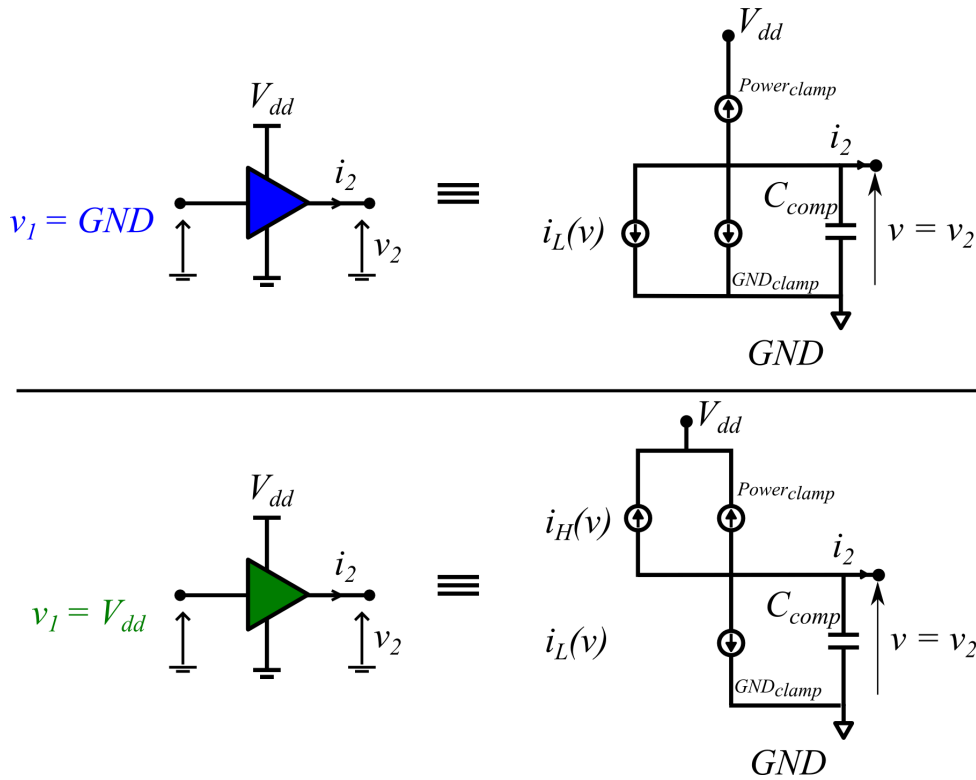 V_dd
v_1 = GND
i_2
v_2
V_dd
Power_clamp
i_L(v)
GND_clamp
C_comp
i_2
v = v_2
GND
V_dd
v_1 = V_dd
i_2
v_2
V_dd
i_H(v)
Power_clamp
i_L(v)
GND_clamp
C_comp
i_2
v = v_2
GND